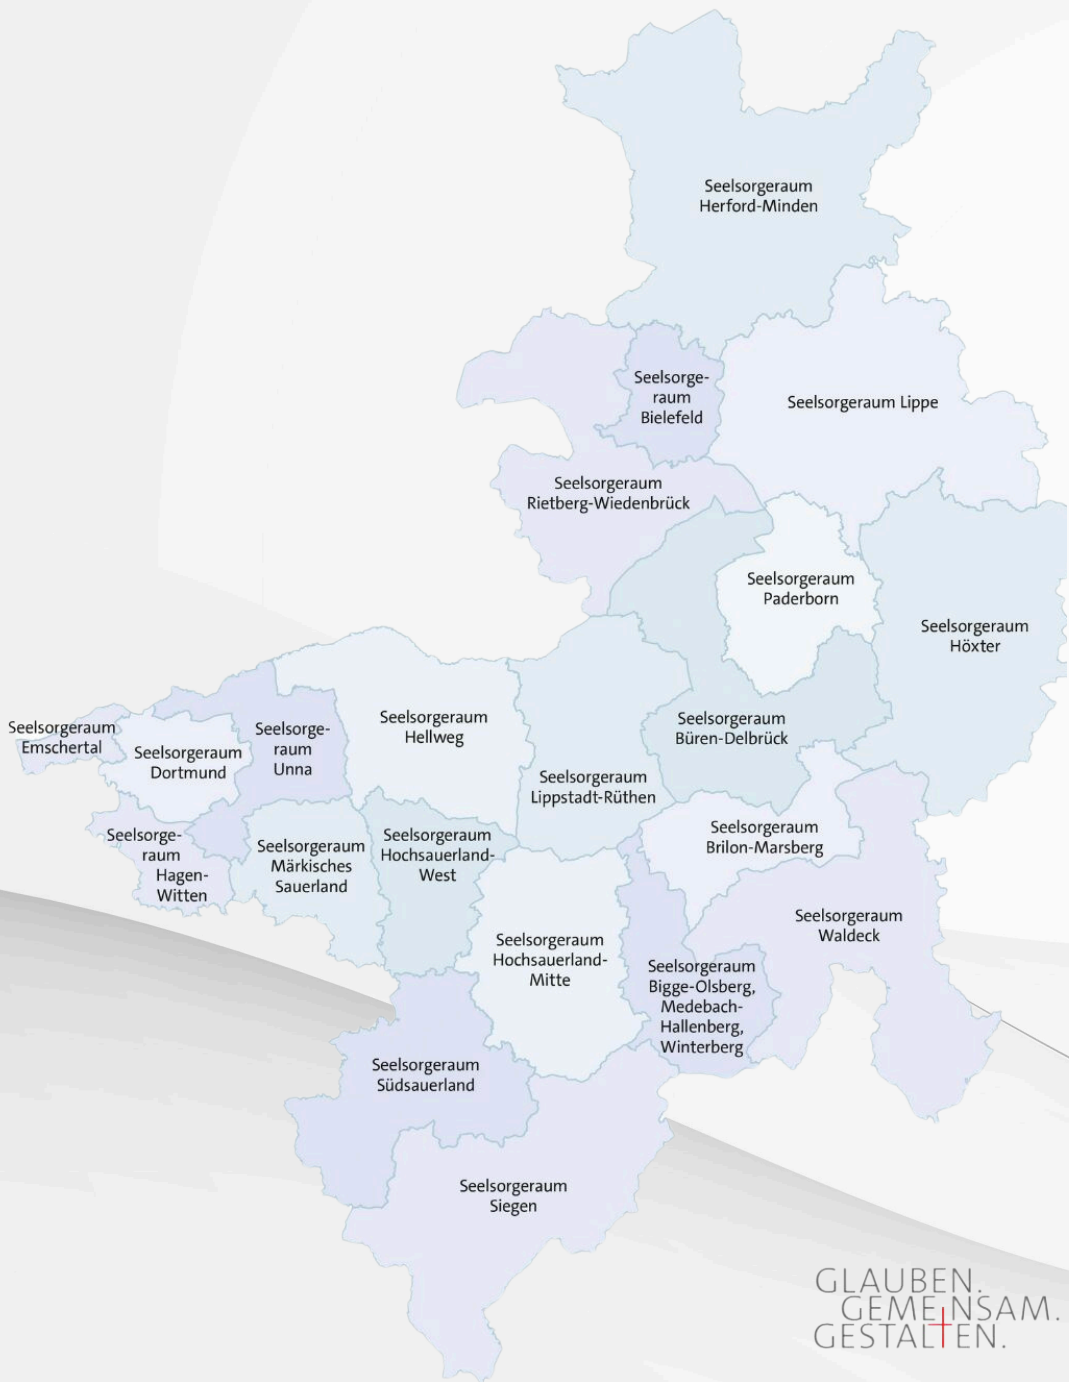 Seelsorgeraum
Herford-Minden
Seelsorge-
raum
Bielefeld
Seelsorgeraum Lippe
Seelsorgeraum
Rietberg-Wiedenbrück
Seelsorgeraum
Paderborn
Seelsorgeraum
Höxter
Seelsorgeraum
Emschertal
Seelsorgeraum
Dortmund
Seelsorge-
raum
Unna
Seelsorgeraum
Hellweg
Seelsorgeraum
Lippstadt-Rüthen
Seelsorgeraum
Büren-Delbrück
Seelsorge-
raum
Hagen-
Witten
Seelsorgeraum
Märkisches
Sauerland
Seelsorgeraum
Hochsauerland-
West
Seelsorgeraum
Brilon-Marsberg
Seelsorgeraum
Hochsauerland-
Mitte
Seelsorgeraum
Bigge-Olsberg,
Medebach-
Hallenberg,
Winterberg
Seelsorgeraum
Waldeck
Seelsorgeraum
Südsauerland
Seelsorgeraum
Siegen
GLAUBEN.
GEMEINSAM.
GESTALTEN.